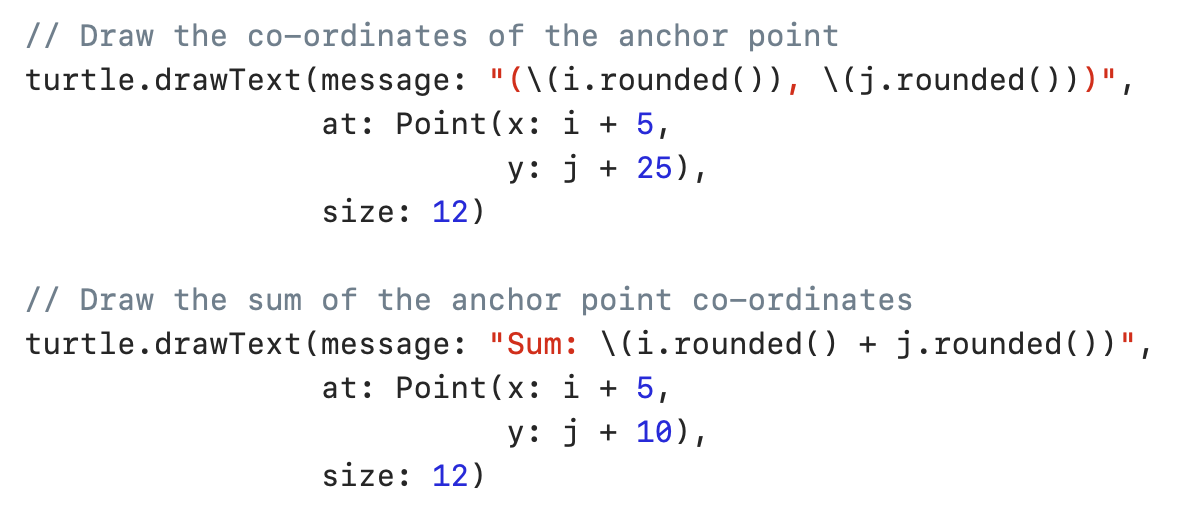 // Draw the co-ordinates of the anchor point
turtle.drawText(message: "(\(i.rounded()), \(j.rounded()))",
                at: Point(x: i + 5,
                          y: j + 25),
                size: 12)

// Draw the sum of the anchor point co-ordinates
turtle.drawText(message: "Sum: \(i.rounded() + j.rounded())",
                at: Point(x: i + 5,
                          y: j + 10),
                size: 12)